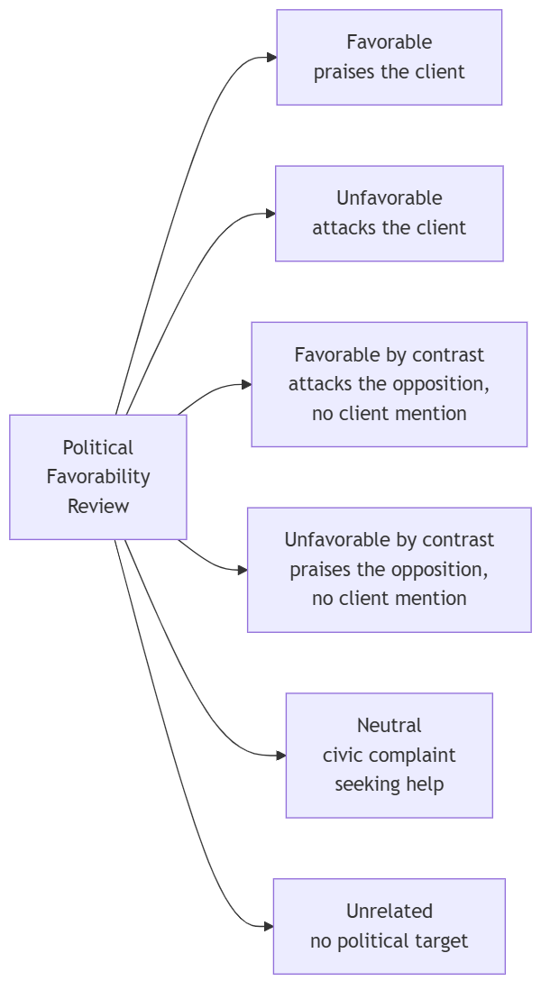 Favorable
praises the client
Unfavorable
attacks the client
Favorable by contrast
attacks the opposition,
no client mention
Political
Favorability
Review
Unfavorable by contrast
praises the opposition,
no client mention
Neutral
civic complaint
seeking help
Unrelated
no political target